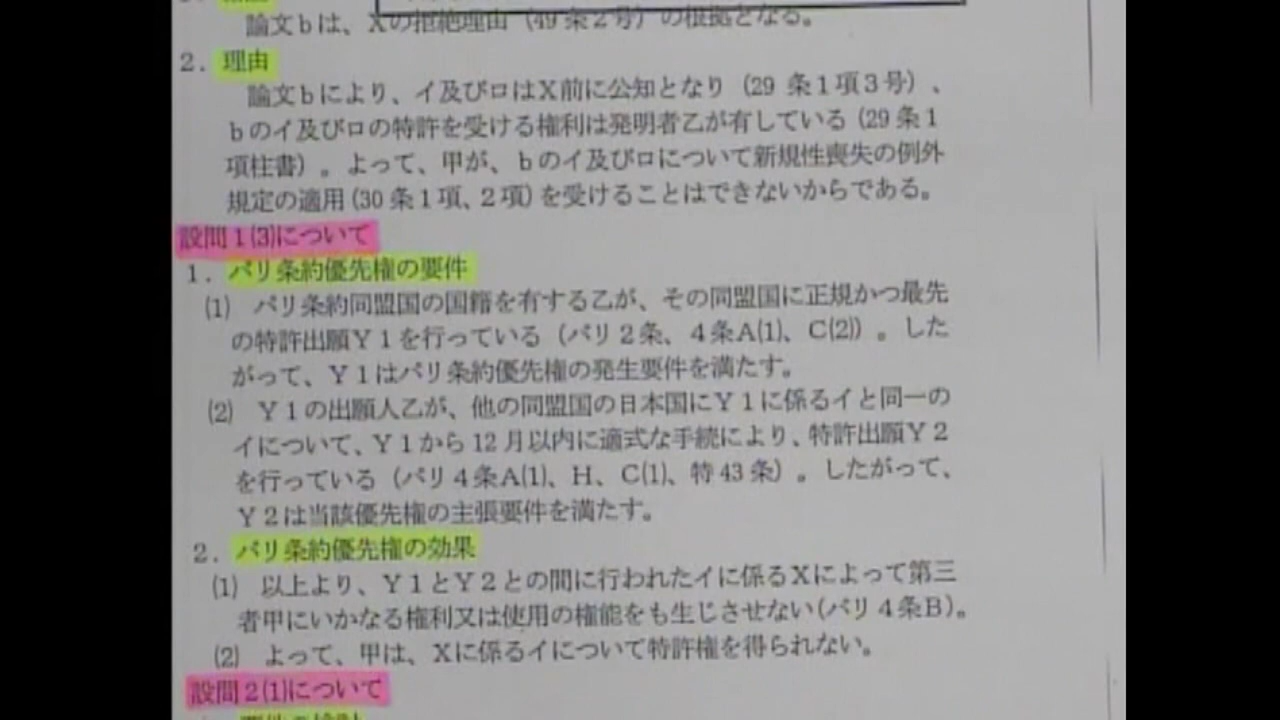 論文bは、Xの拒絶理由（49条2号）の根拠となる。
2．理由
論文bにより、イ及びロはX前に公知となり（29 条1項3号）、
bのイ及びロの特許を受ける権利は発明者乙が有している（29 条1
項柱書）。よって、甲が、bのイ及びロについて新規性喪失の例外
規定の適用（30 条1項、2項）を受けることはできないからである。
設問1(3)について
1．パリ条約優先権の要件
(1)　パリ条約同盟国の国籍を有する乙が、その同盟国に正規かつ最先
の特許出願Y1を行っている（パリ2条、4条A(1)、C(2)）。した
がって、Y1はパリ条約優先権の発生要件を満たす。
(2)　Y1の出願人乙が、他の同盟国の日本国にY1に係るイと同一の
イについて、Y1から 12 月以内に適式な手続により、特許出願Y2
を行っている（パリ4条A(1)、H、C(1)、特 43 条）。したがって、
Y2は当該優先権の主張要件を満たす。
2．パリ条約優先権の効果
(1)　以上より、Y1とY2との間に行われたイに係るXによって第三
者甲にいかなる権利又は使用の権能をも生じさせない（パリ4条B）。
(2)　よって、甲は、Xに係るイについて特許権を得られない。
設問2(1)について